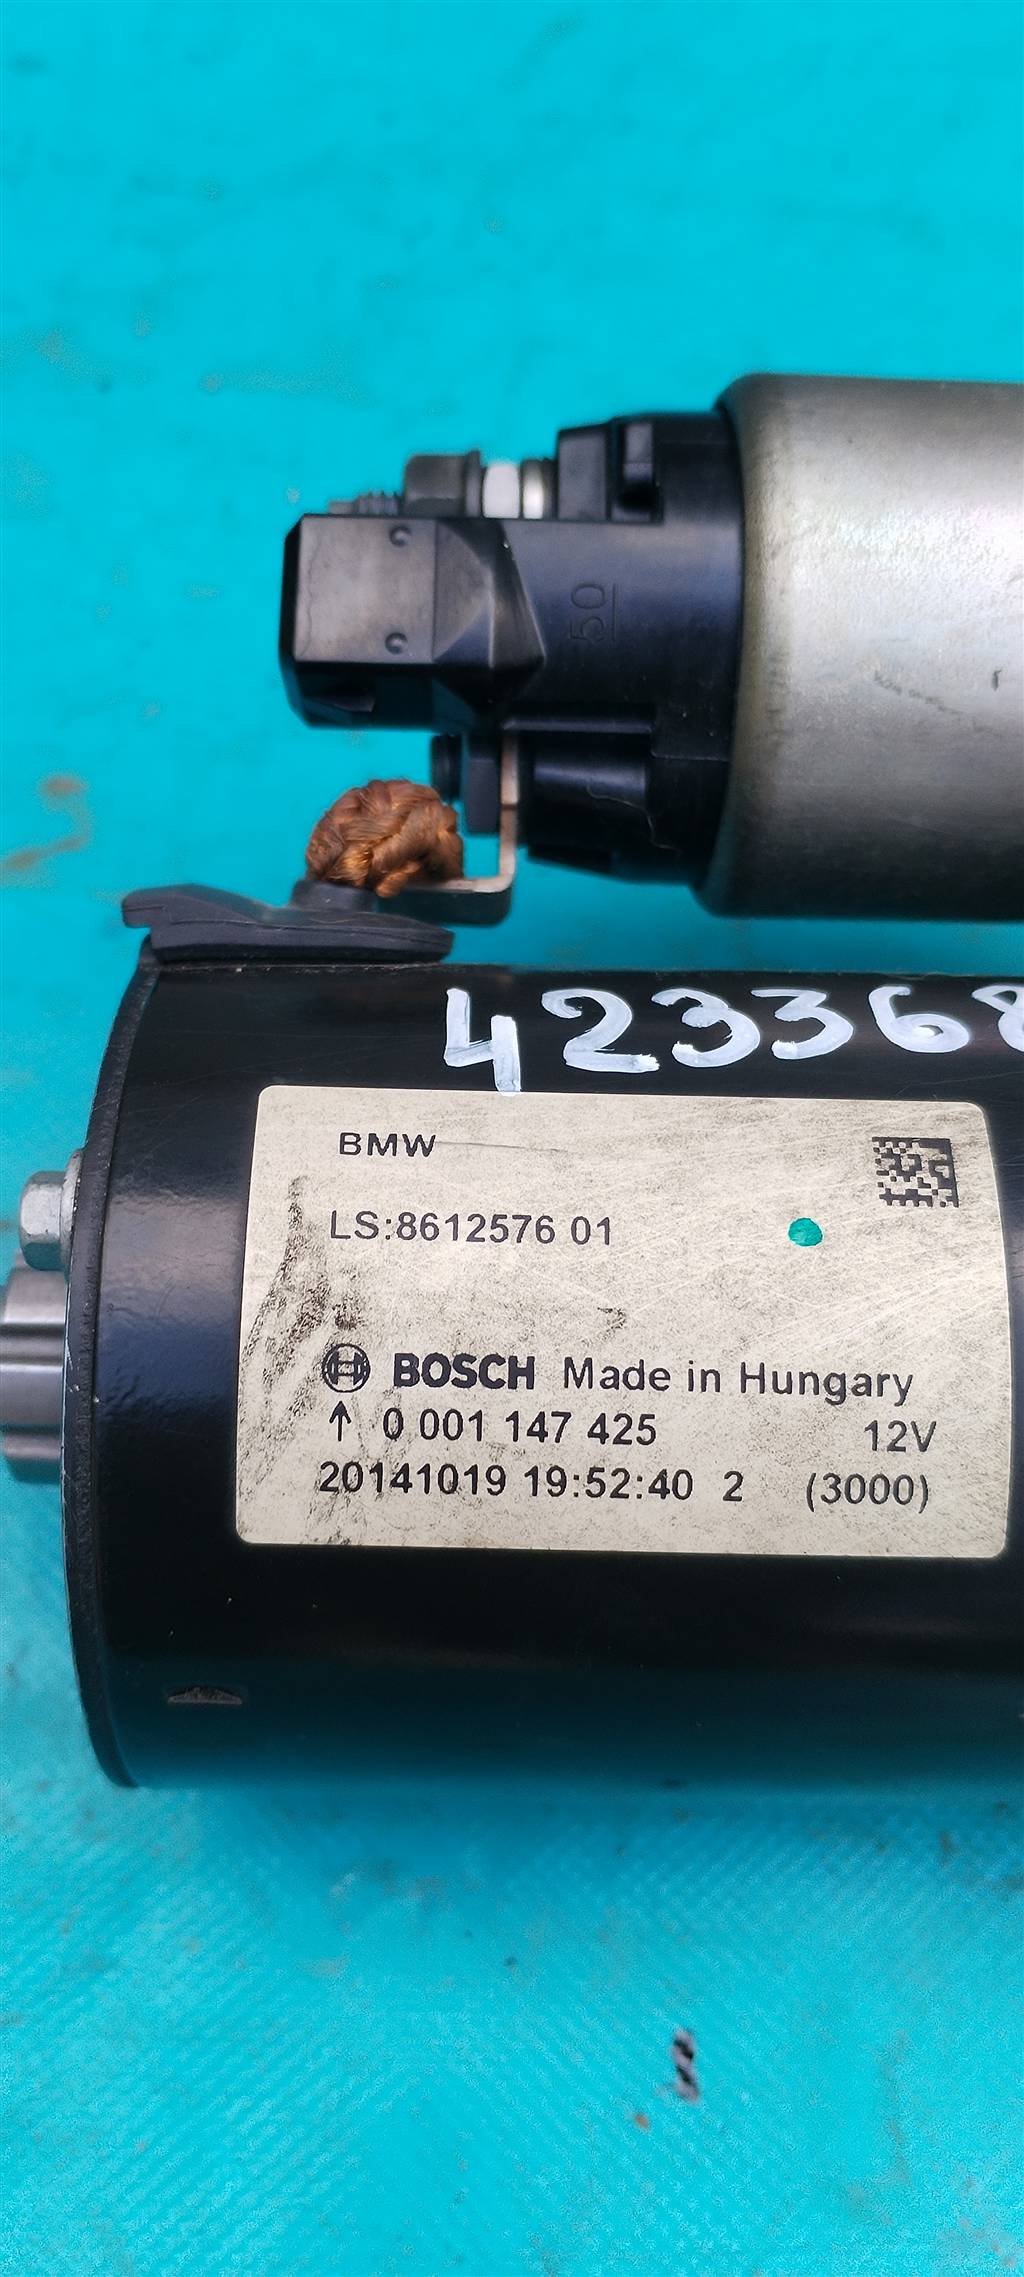 50
423368
BMW
LS:8612576 01
BOSCH Made in Hungary
↑ 0 001 147 425 12V
20141019 19:52:40 2 (3000)